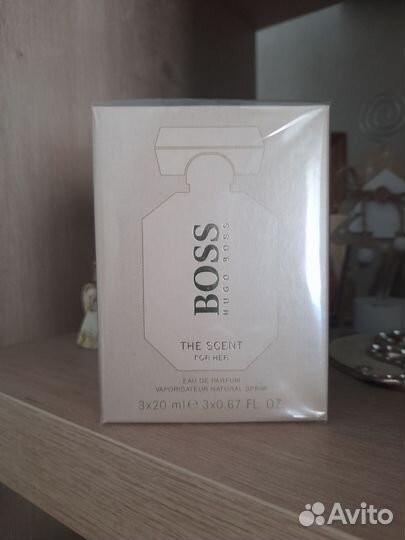 BOSS
HUGO BOSS
THE SCENT
FOR HER
EAU DE PARFUM
VAPORISATEUR NATURAL SPRAY
3x20 ml ℮ 3x0.67 FL. OZ.
Avito